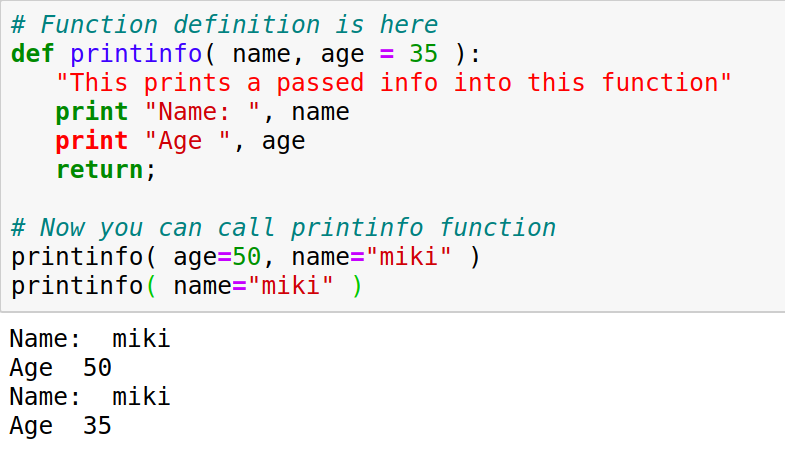 # Function definition is here
def printinfo( name, age = 35 ):
   "This prints a passed info into this function"
   print "Name: ", name
   print "Age ", age
   return;

# Now you can call printinfo function
printinfo( age=50, name="miki" )
printinfo( name="miki" )
Name:  miki
Age  50
Name:  miki
Age  35